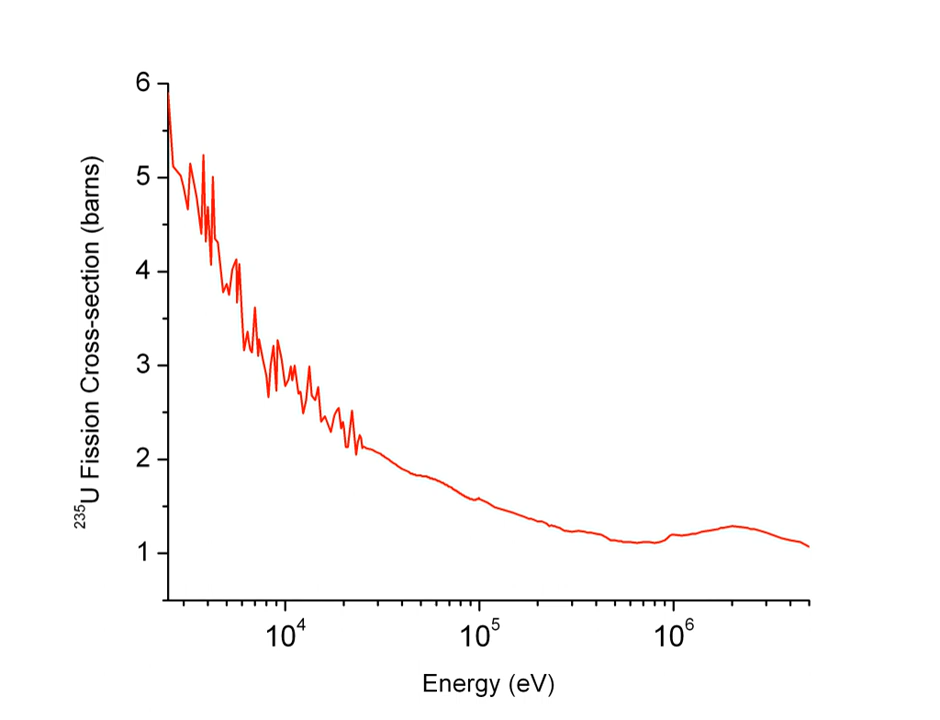 6
5
4
3
2
1
²³⁵U Fission Cross-section (barns)
10⁴ 10⁵ 10⁶
Energy (eV)